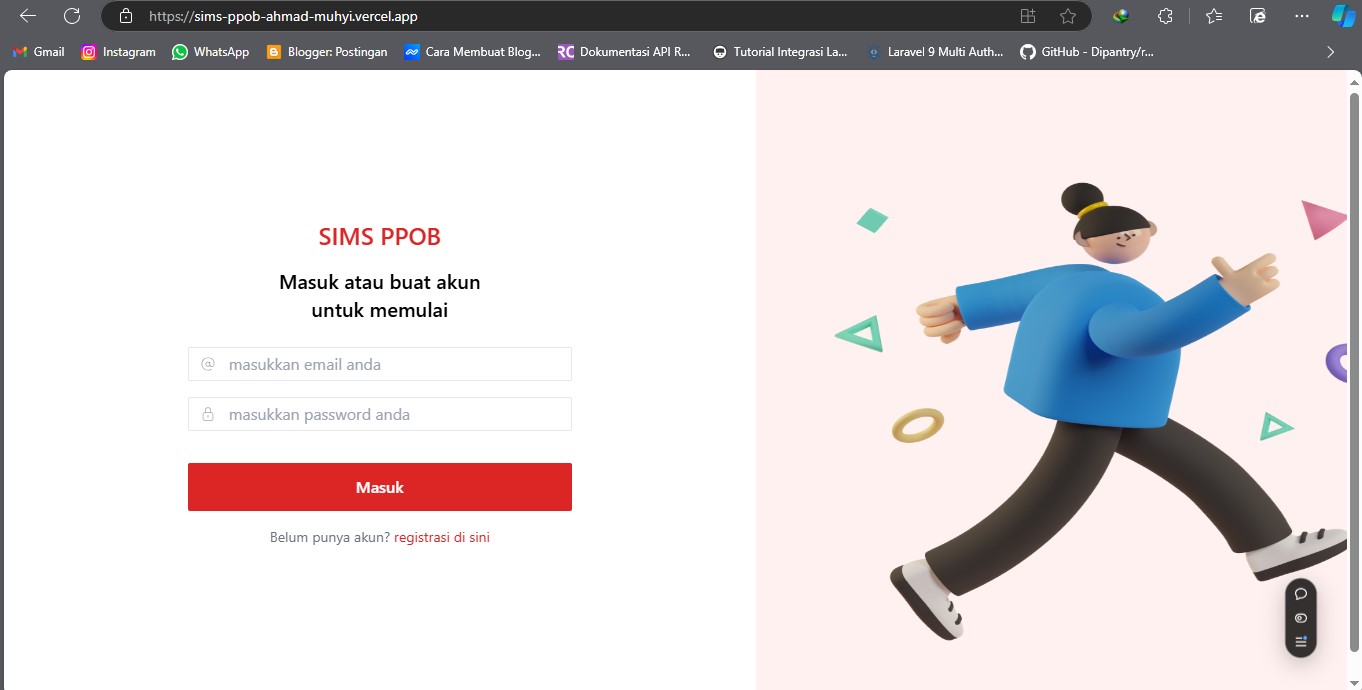 https://sims-ppob-ahmad-muhyi.vercel.app
Gmail
Instagram
WhatsApp
Blogger: Postingan
Cara Membuat Blog...
Dokumentasi API R...
Tutorial Integrasi La...
Laravel 9 Multi Auth...
GitHub - Dipantry/r...
SIMS PPOB
Masuk atau buat akun
untuk memulai
@ masukkan email anda
masukkan password anda
Masuk
Belum punya akun? registrasi di sini